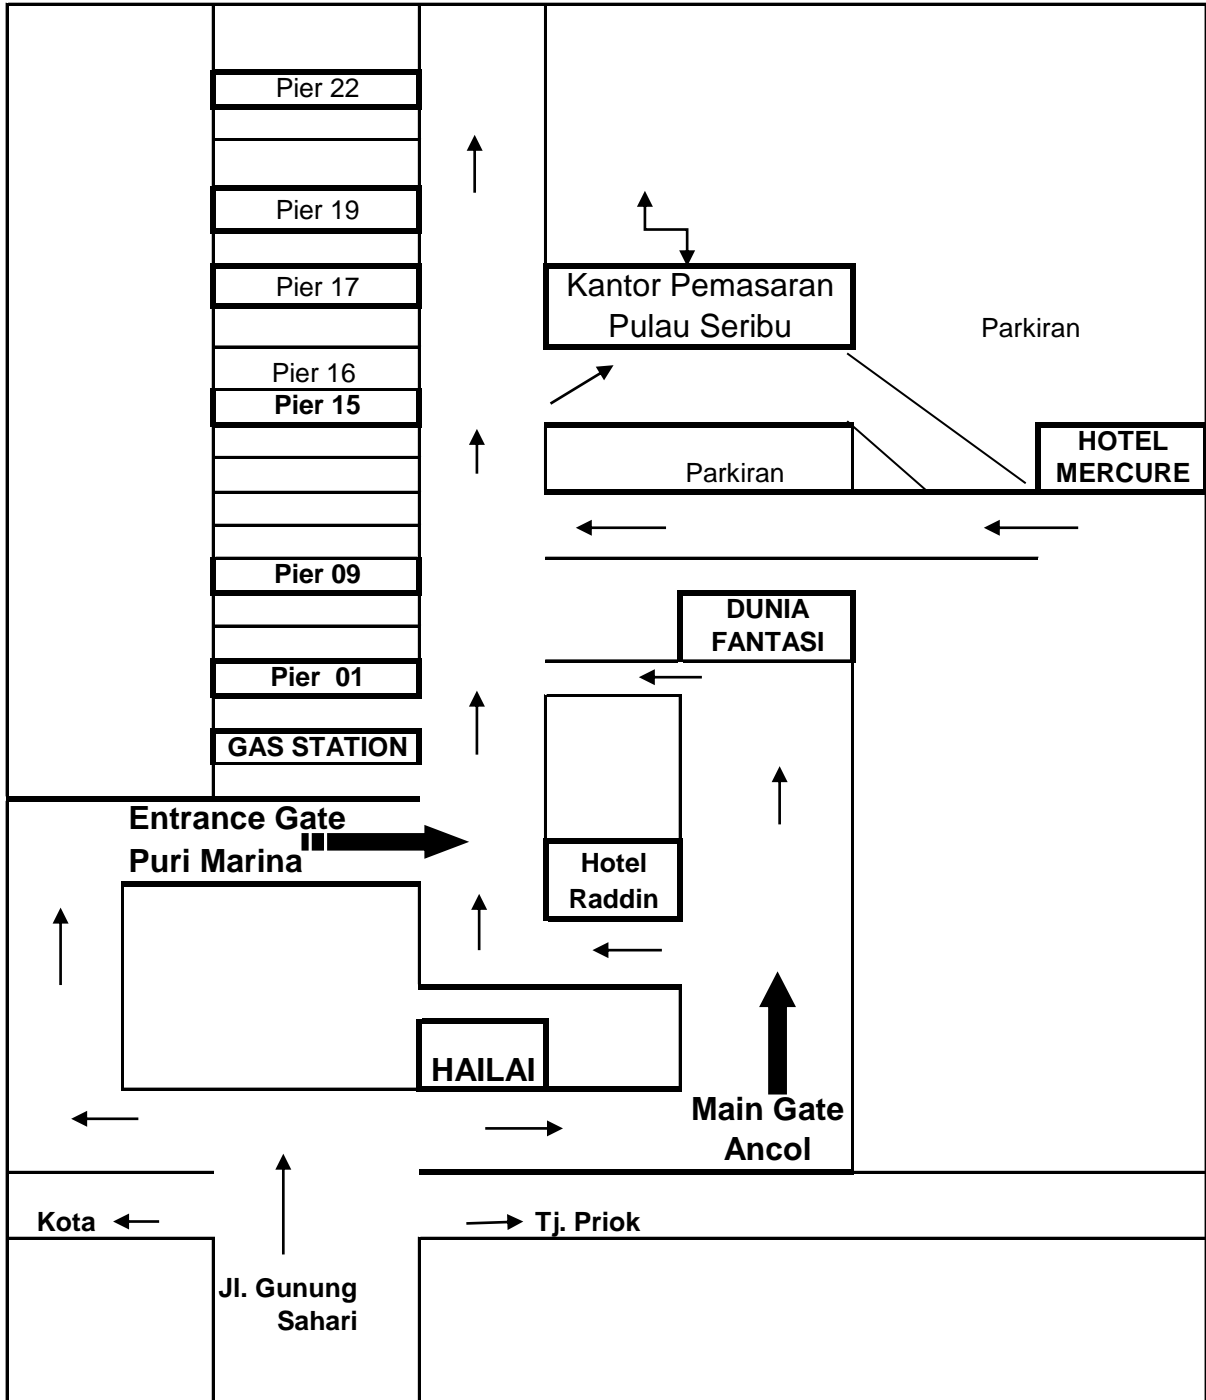 Pier 22
Pier 19
Pier 17
Kantor Pemasaran
Pulau Seribu
Parkiran
Pier 16
Pier 15
HOTEL
MERCURE
Parkiran
Pier 09
DUNIA
FANTASI
Pier 01
GAS STATION
Entrance Gate
Puri Marina
Hotel
Raddin
HAILAI
Main Gate
Ancol
Kota
Tj. Priok
Jl. Gunung
Sahari